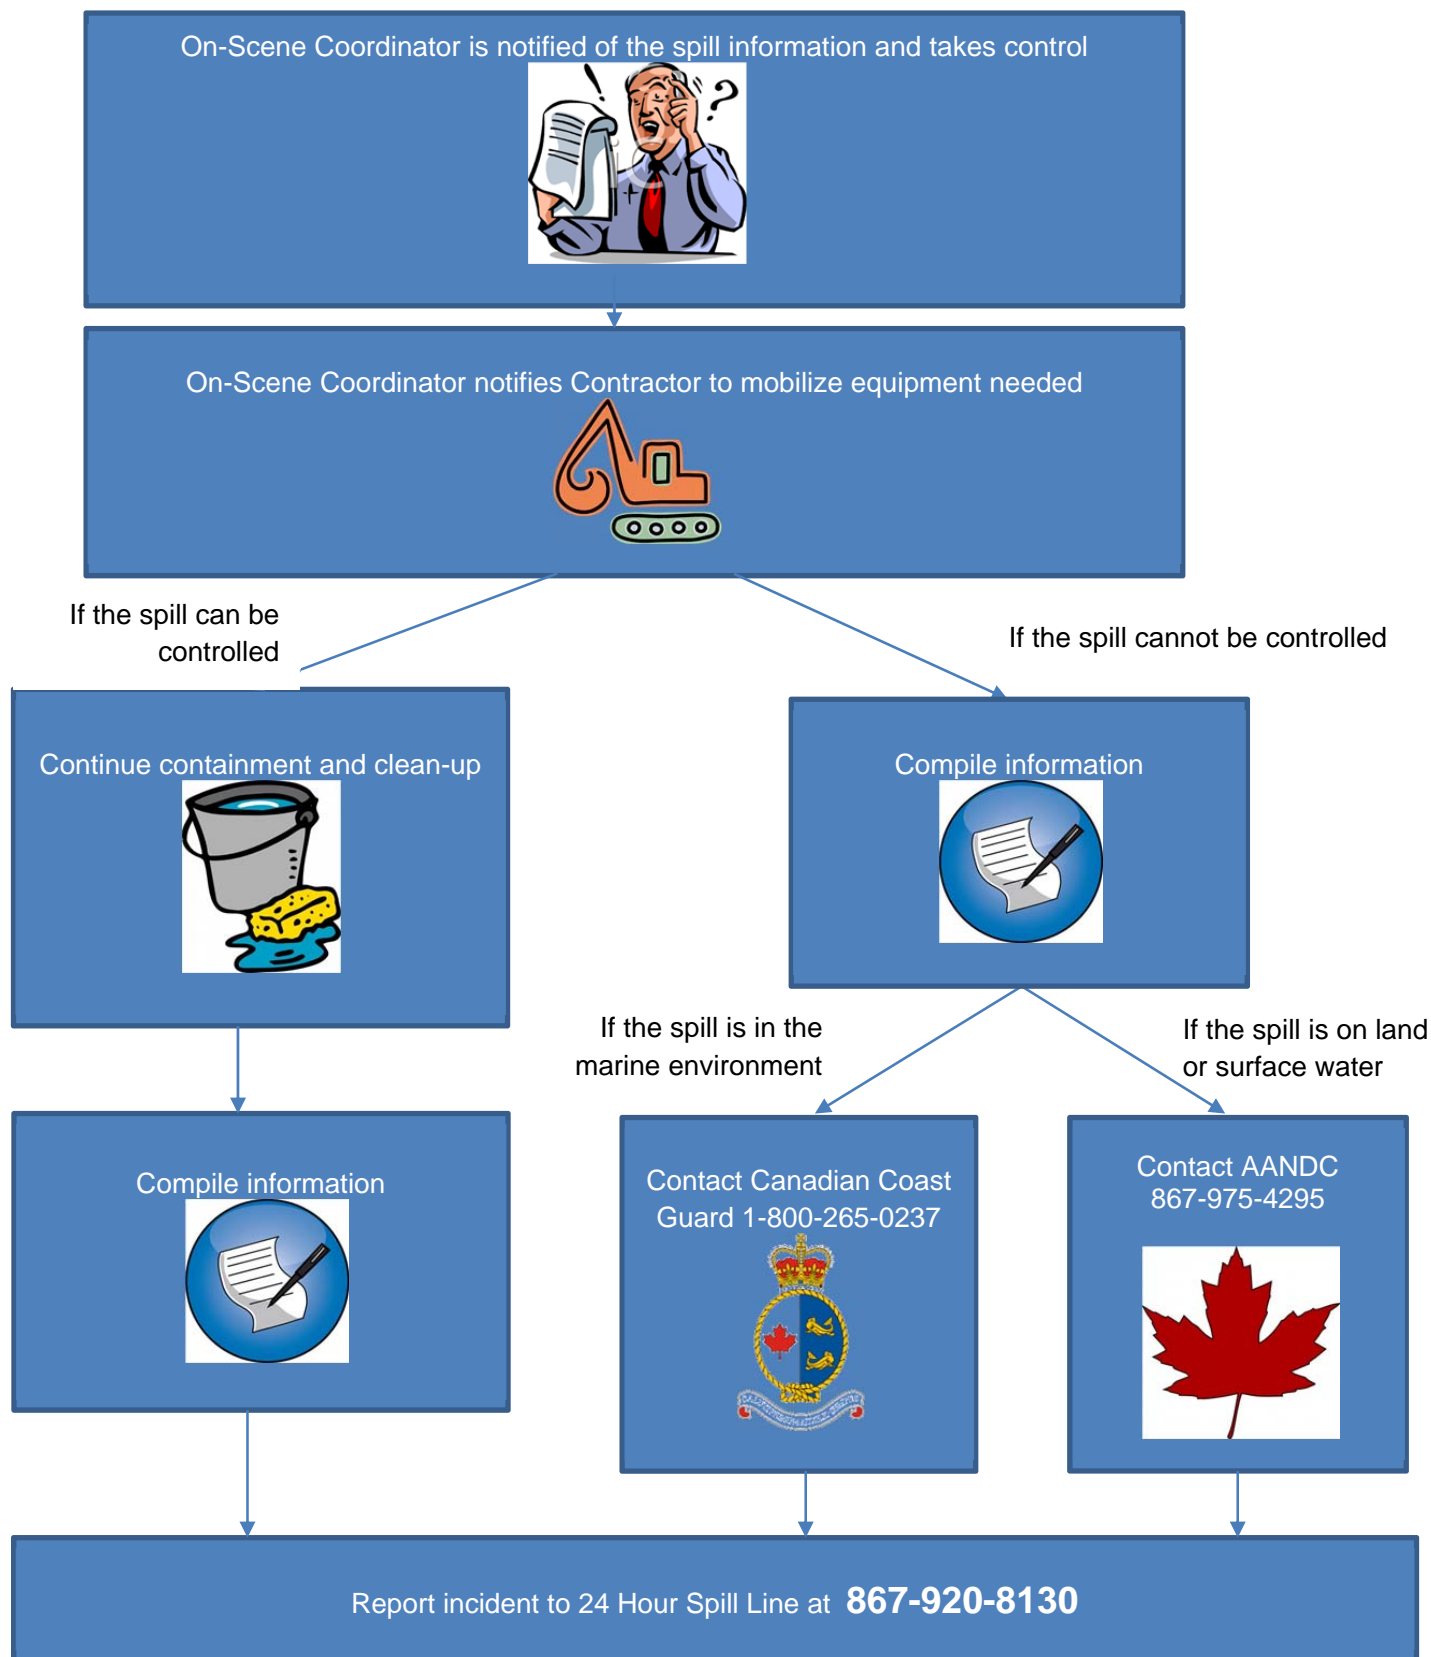 On-Scene Coordinator is notified of the spill information and takes control
On-Scene Coordinator notifies Contractor to mobilize equipment needed
If the spill can be
controlled
If the spill cannot be controlled
Continue containment and clean-up
Compile information
If the spill is in the
marine environment
If the spill is on land
or surface water
Compile information
Contact Canadian Coast
Guard 1-800-265-0237
Contact AANDC
867-975-4295
Report incident to 24 Hour Spill Line at 867-920-8130